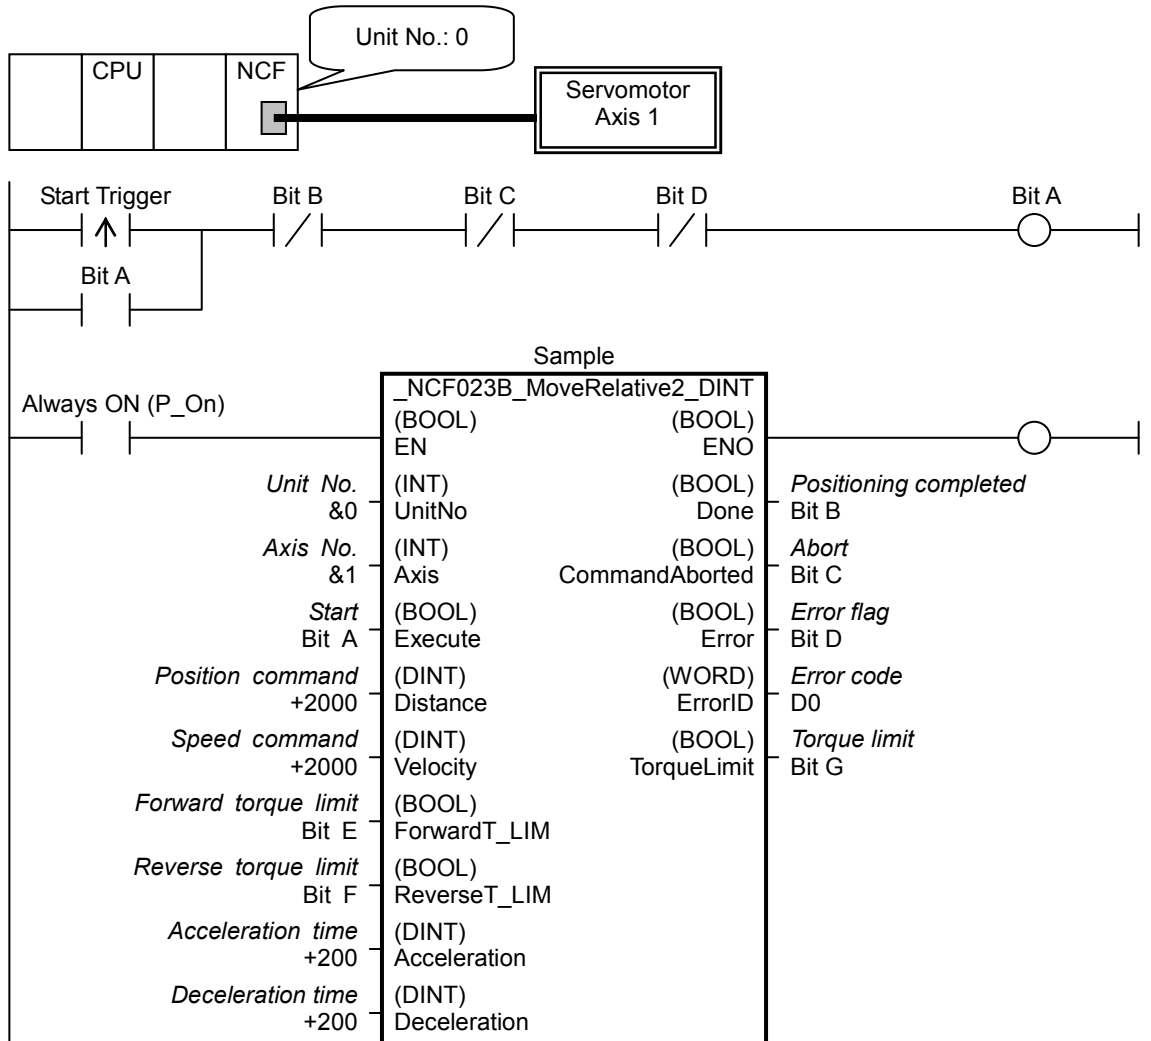 Unit No.: 0
CPU
NCF
Servomotor
Axis 1
Start Trigger
Bit B
Bit C
Bit D
Bit A
Bit A
Sample
_NCF023B_MoveRelative2_DINT
Always ON (P_On)
(BOOL)
EN
(BOOL)
ENO
Unit No.
&0
(INT)
UnitNo
(BOOL)
Done
Positioning completed
Bit B
Axis No.
&1
(INT)
Axis
(BOOL)
CommandAborted
Abort
Bit C
Start
Bit A
(BOOL)
Execute
(BOOL)
Error
Error flag
Bit D
Position command
+2000
(DINT)
Distance
(WORD)
ErrorID
Error code
D0
Speed command
+2000
(DINT)
Velocity
(BOOL)
TorqueLimit
Torque limit
Bit G
Forward torque limit
Bit E
(BOOL)
ForwardT_LIM
Reverse torque limit
Bit F
(BOOL)
ReverseT_LIM
Acceleration time
+200
(DINT)
Acceleration
Deceleration time
+200
(DINT)
Deceleration